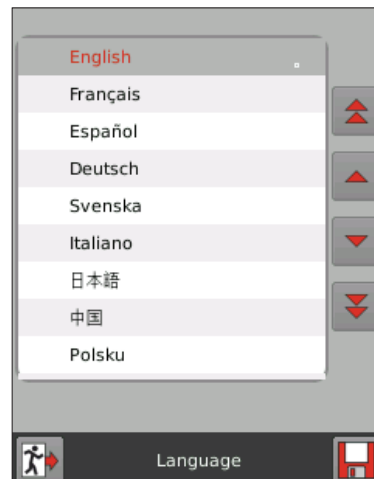 English
Français
Español
Deutsch
Svenska
Italiano
日本語
中国
Polsku
Language